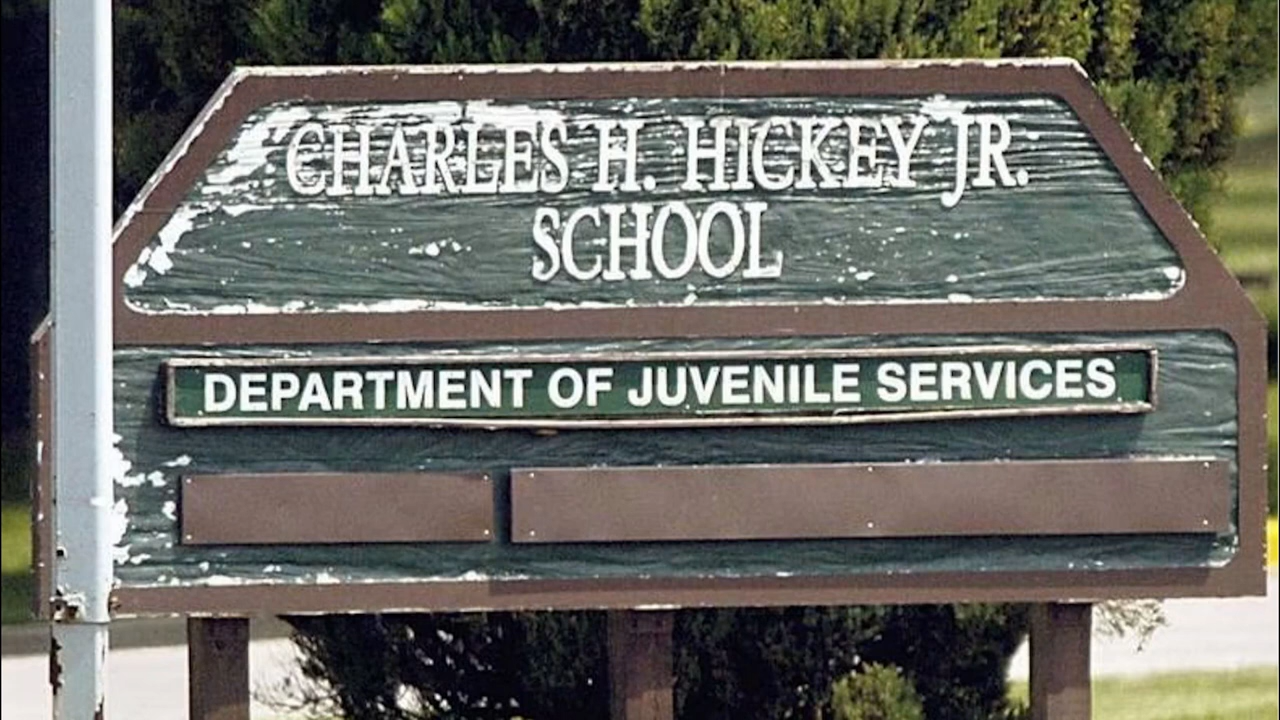 CHARLES H. HICKEY JR.
SCHOOL
DEPARTMENT OF JUVENILE SERVICES